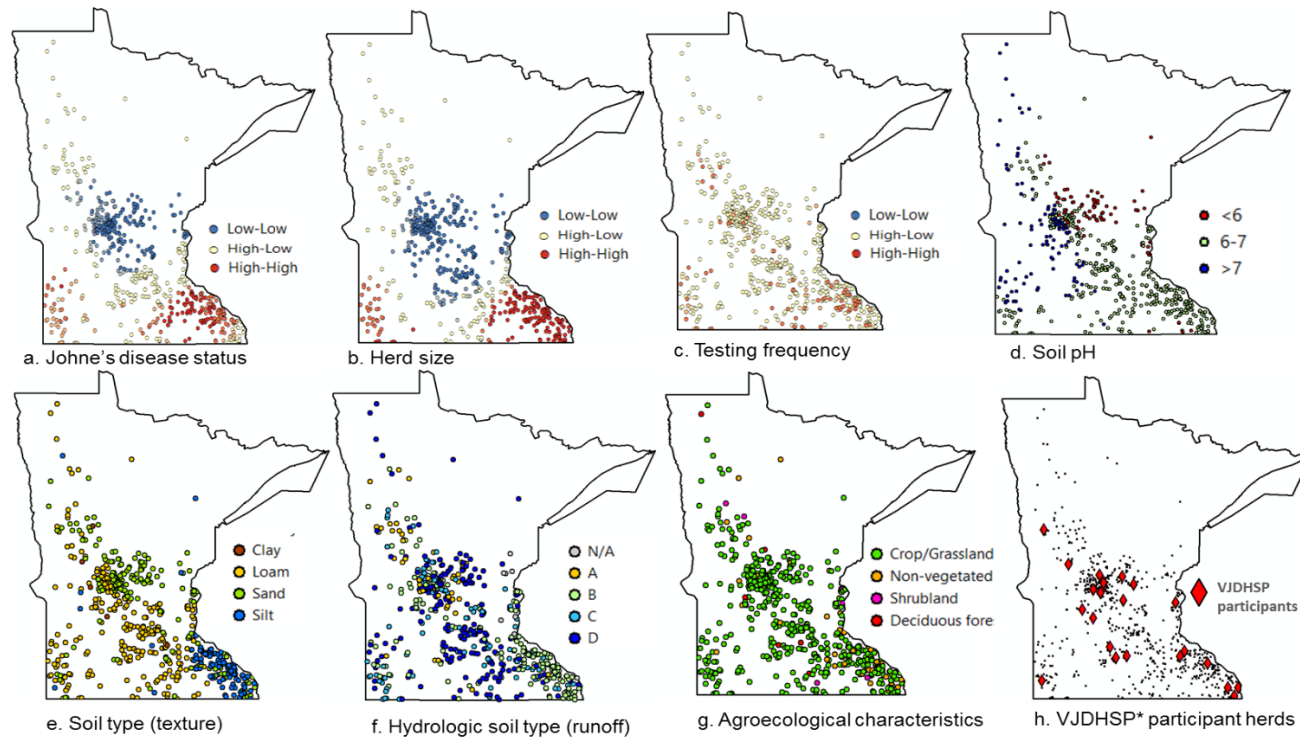 Low-Low
High-Low
High-High
a. Johne's disease status
Low-Low
High-Low
High-High
b. Herd size
Low-Low
High-Low
High-High
c. Testing frequency
<6
6-7
>7
d. Soil pH
Clay
Loam
Sand
Silt
e. Soil type (texture)
N/A
A
B
C
D
f. Hydrologic soil type (runoff)
Crop/Grassland
Non-vegetated
Shrubland
Deciduous fore
g. Agroecological characteristics
VJDHSP
participants
h. VJDHSP* participant herds